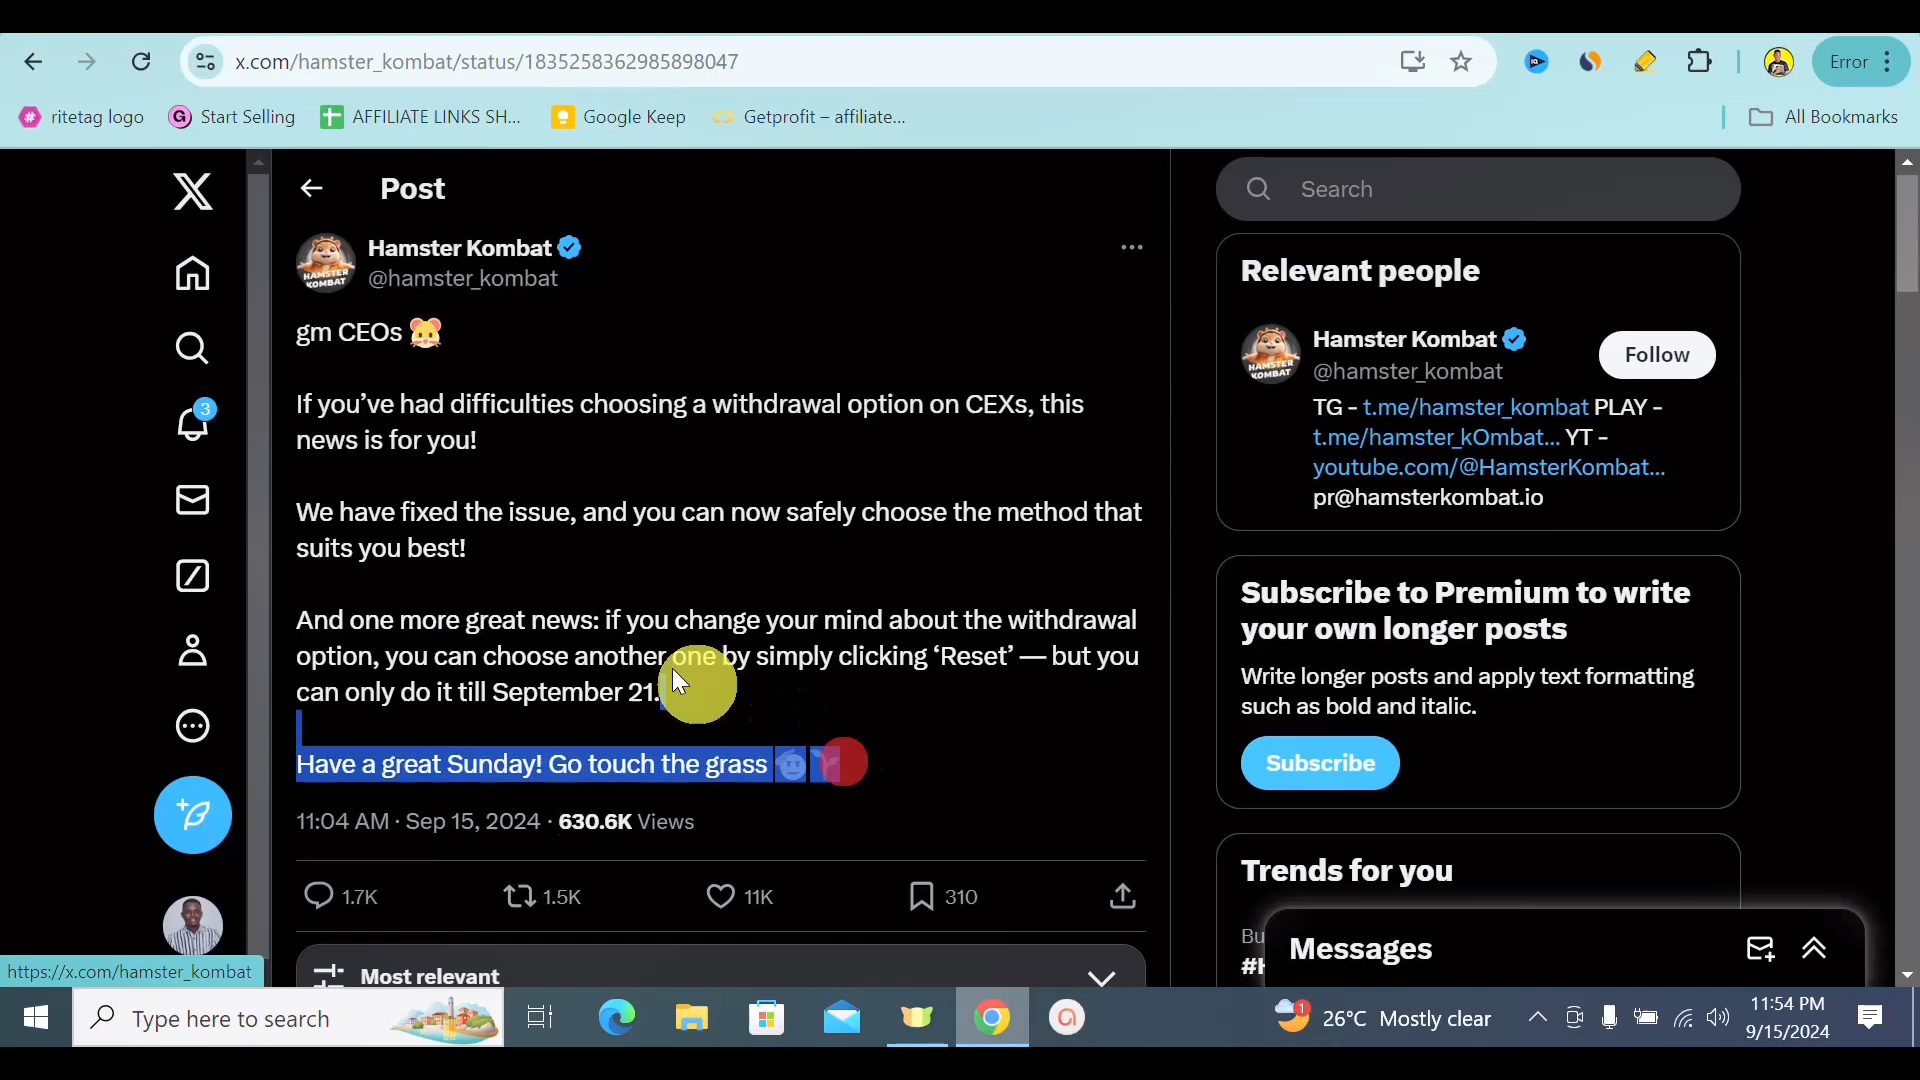 x.com/hamster_kombat/status/1835258362985898047
Error
ritetag logo
Start Selling
AFFILIATE LINKS SH...
Google Keep
Getprofit – affiliate...
All Bookmarks
Post
Search
Hamster Kombat
@hamster_kombat
HAMSTER
KOMBAT
gm CEOs 🐹
If you’ve had difficulties choosing a withdrawal option on CEXs, this
news is for you!
We have fixed the issue, and you can now safely choose the method that
suits you best!
And one more great news: if you change your mind about the withdrawal
option, you can choose another one by simply clicking ‘Reset’ — but you
can only do it till September 21.
Have a great Sunday! Go touch the grass
11:04 AM · Sep 15, 2024 · 630.6K Views
1.7K
1.5K
11K
310
Most relevant
3
Relevant people
Hamster Kombat
@hamster_kombat
HAMSTER
KOMBAT
Follow
TG - t.me/hamster_kombat PLAY -
t.me/hamster_kOmbat... YT -
youtube.com/@HamsterKombat...
pr@hamsterkombat.io
Subscribe to Premium to write
your own longer posts
Write longer posts and apply text formatting
such as bold and italic.
Subscribe
Trends for you
Bu
#H
Messages
https://x.com/hamster_kombat
Type here to search
1
26°C Mostly clear
11:54 PM
9/15/2024